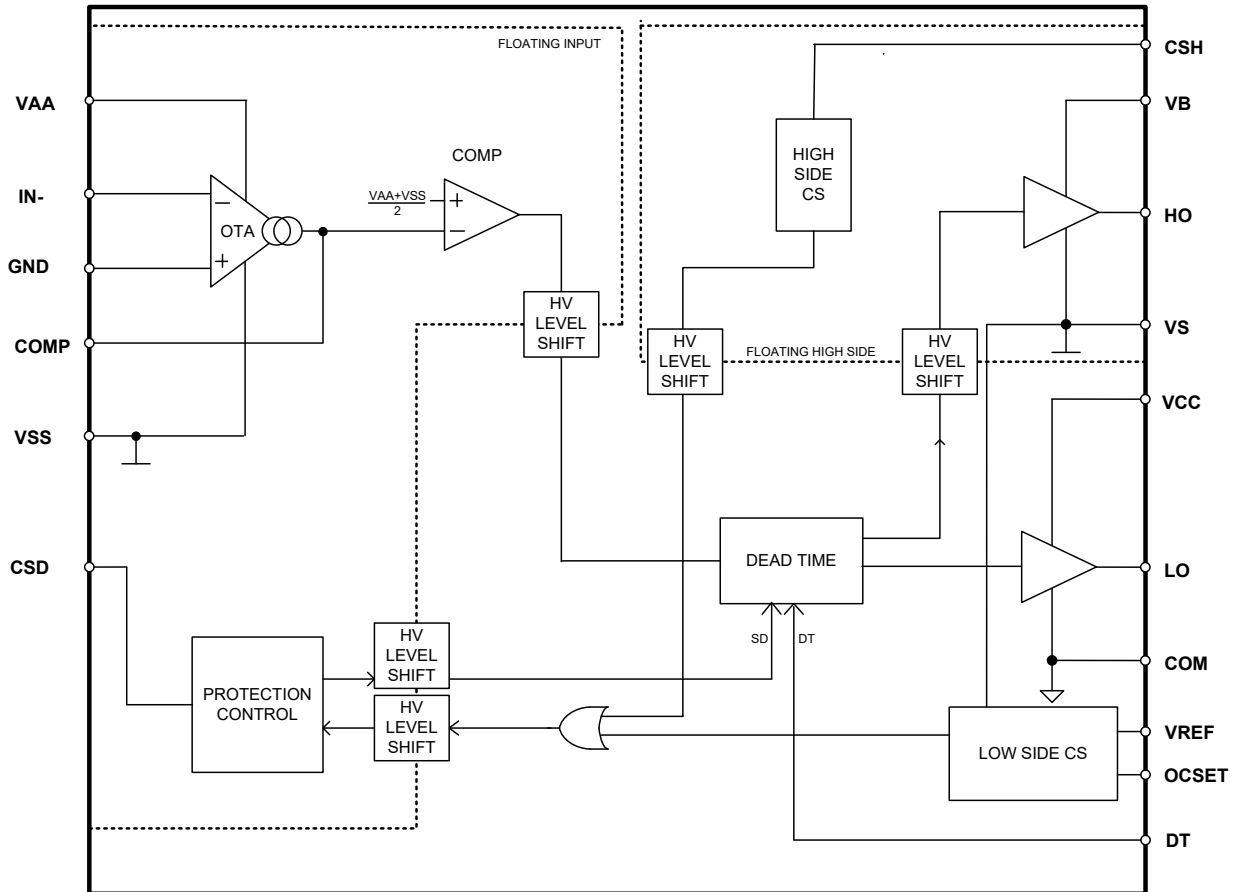 FLOATING INPUT
CSH
VAA
VB
COMP
HIGH
SIDE
CS
IN-
VAA+VSS
2
+
−
−
OTA
+
HO
GND
HV
LEVEL
SHIFT
COMP
VS
HV
LEVEL
SHIFT
FLOATING HIGH SIDE
HV
LEVEL
SHIFT
VCC
VSS
CSD
DEAD TIME
LO
SD
DT
HV
LEVEL
SHIFT
COM
PROTECTION
CONTROL
HV
LEVEL
SHIFT
LOW SIDE CS
VREF
OCSET
DT